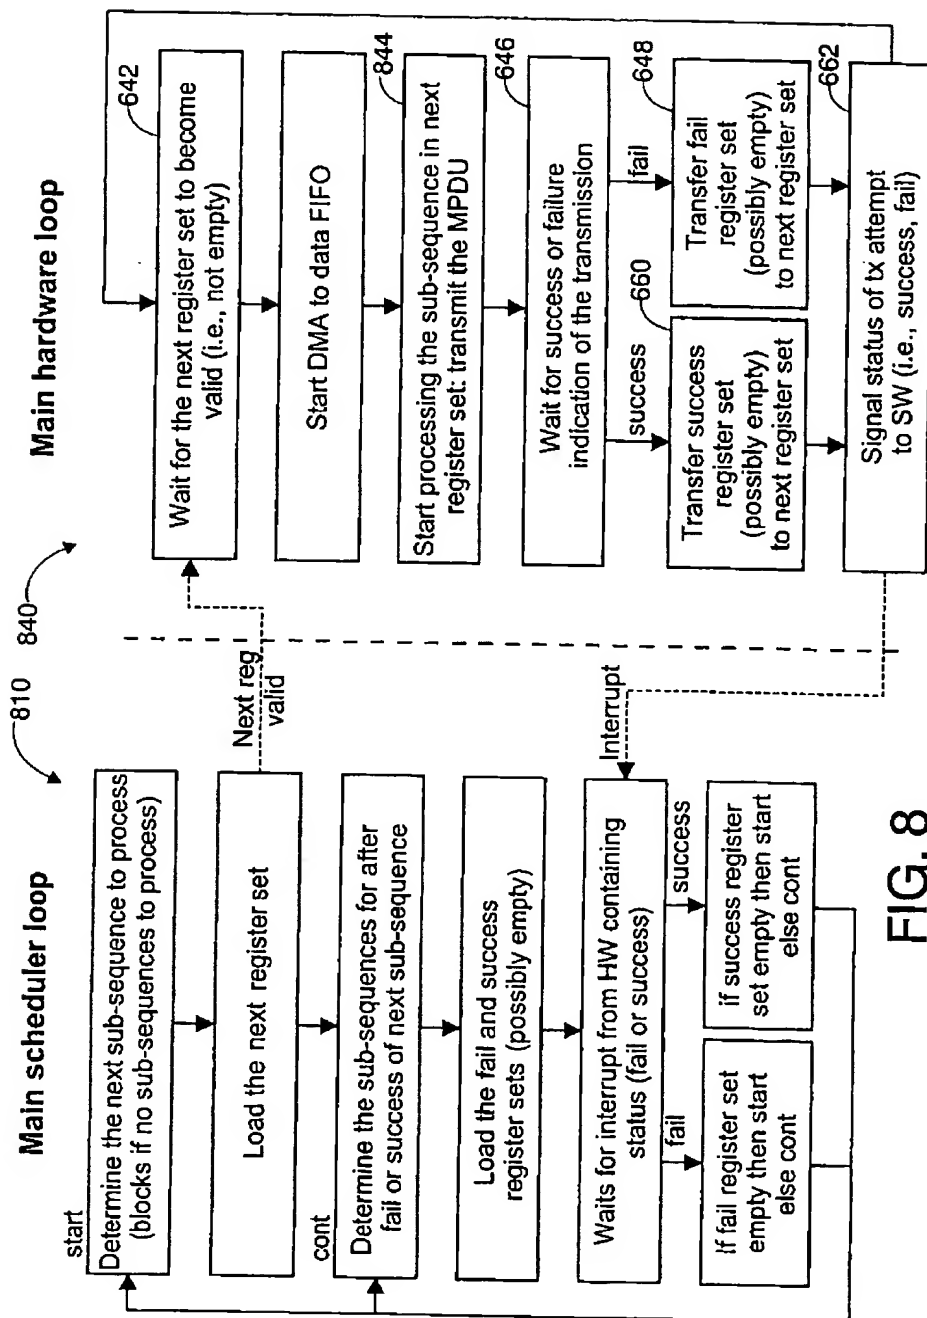 Main scheduler loop
810
start
Determine the next sub-sequence to process
(blocks if no sub-sequences to process)
Load the next register set
Next reg
valid
cont
Determine the sub-sequences for after
fail or success of next sub-sequence
Load the fail and success
register sets (possibly empty)
Interrupt
Waits for interrupt from HW containing
status (fail or success)
fail
success
If fail register set
empty then start
else cont
if success register
set empty then start
else cont
Main hardware loop
840
642
Wait for the next register set to become
valid (i.e., not empty)
Start DMA to data FIFO
844
Start processing the sub-sequence in next
register set: transmit the MPDU
646
Wait for success or failure
indication of the transmission
success
fail
660
Transfer success
register set
(possibly empty)
to next register set
648
Transfer fail
register set
(possibly empty)
to next register set
662
Signal status of tx attempt
to SW (i.e., success, fail)
FIG. 8